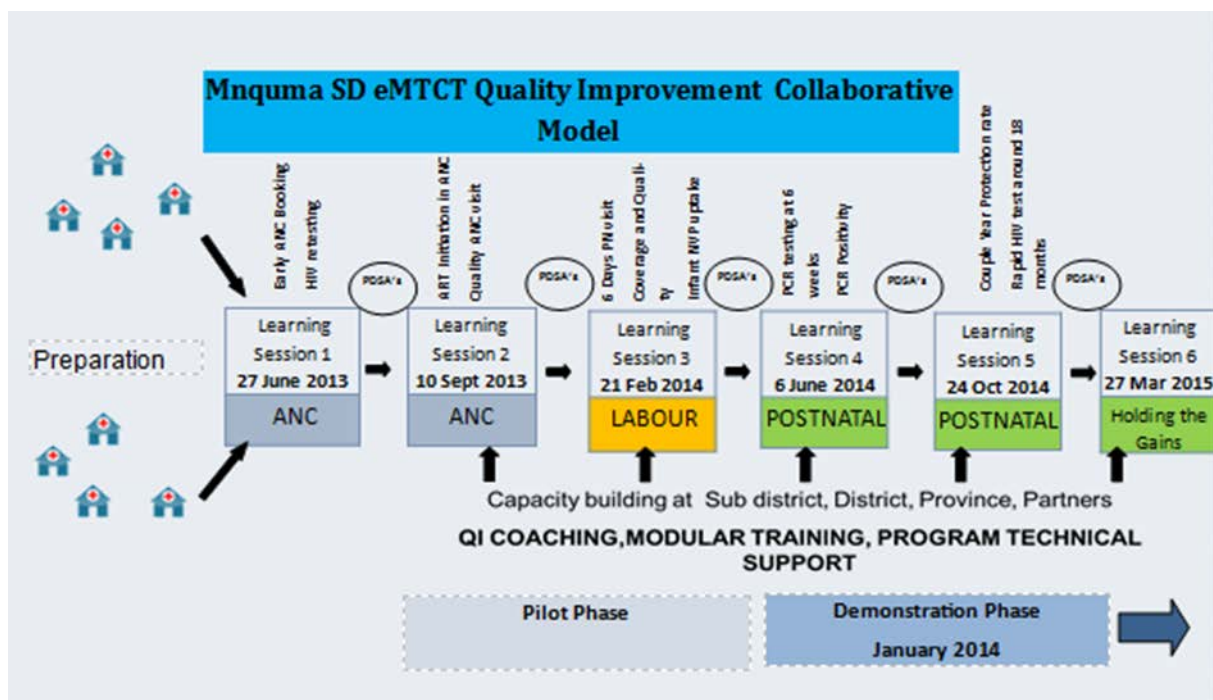 Mnquma SD eMTCT Quality Improvement Collaborative
Model
Early ANC Booking
HIV retesting
ART Initiation in ANC
Quality ANC visit
6 Days PN visit
Coverage and Quali-
ty
Infant NVP uptake
PCR testing at 6
weeks
PCR Positivity
Couple Year Protection rate
Rapid HIV test around 18
months
PDSA's
PDSA's
PDSA's
PDSA's
PDSA's
Preparation
Learning
Session 1
27 June 2013
ANC
Learning
Session 2
10 Sept 2013
ANC
Learning
Session 3
21 Feb 2014
LABOUR
Learning
Session 4
6 June 2014
POSTNATAL
Learning
Session 5
24 Oct 2014
POSTNATAL
Learning
Session 6
27 Mar 2015
Holding the
Gains
Capacity building at Sub district, District, Province, Partners
QI COACHING,MODULAR TRAINING, PROGRAM TECHNICAL
SUPPORT
Pilot Phase
Demonstration Phase
January 2014